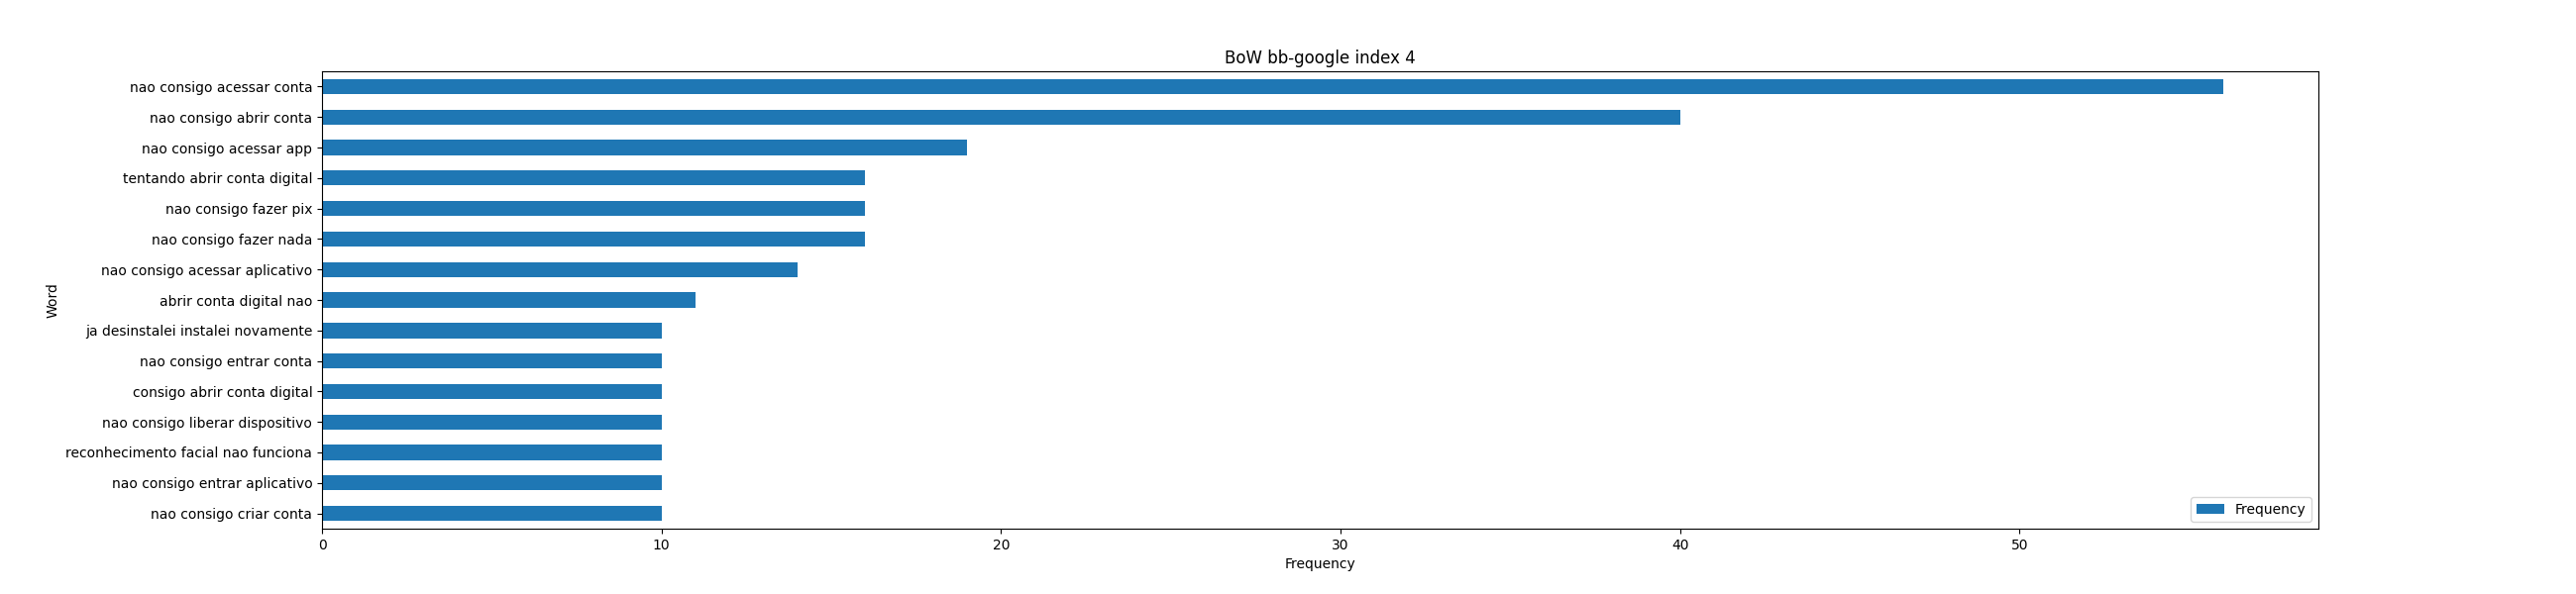 BoW bb-google index 4
nao consigo acessar conta
nao consigo abrir conta
nao consigo acessar app
tentando abrir conta digital
nao consigo fazer pix
nao consigo fazer nada
nao consigo acessar aplicativo
abrir conta digital nao
ja desinstalei instalei novamente
nao consigo entrar conta
consigo abrir conta digital
nao consigo liberar dispositivo
reconhecimento facial nao funciona
nao consigo entrar aplicativo
nao consigo criar conta
Word
Frequency
0 10 20 30 40 50
Frequency